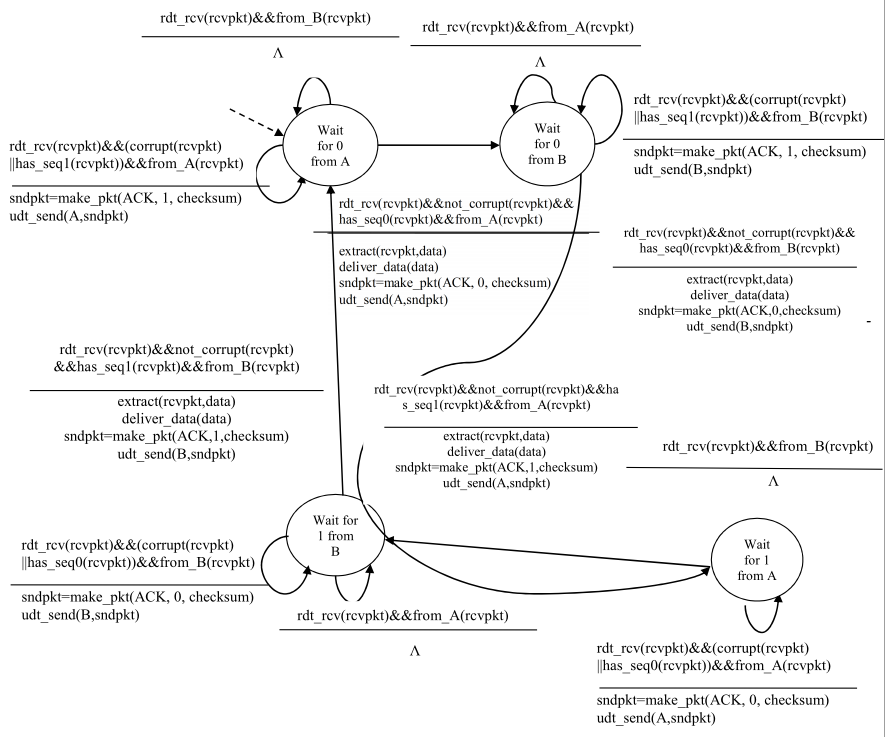 rdt_rcv(rcvpkt)&&from_B(rcvpkt)
Λ
rdt_rcv(rcvpkt)&&from_A(rcvpkt)
Λ
rdt_rcv(rcvpkt)&&(corrupt(rcvpkt)
||has_seq1(rcvpkt))&&from_B(rcvpkt)
sndpkt=make_pkt(ACK, 1, checksum)
udt_send(B,sndpkt)
Wait
for 0
from A
Wait
for 0
from B
rdt_rcv(rcvpkt)&&(corrupt(rcvpkt)
||has_seq1(rcvpkt))&&from_A(rcvpkt)
sndpkt=make_pkt(ACK, 1, checksum)
udt_send(A,sndpkt)
rdt_rcv(rcvpkt)&&not_corrupt(rcvpkt)&&
has_seq0(rcvpkt)&&from_A(rcvpkt)
extract(rcvpkt,data)
deliver_data(data)
sndpkt=make_pkt(ACK, 0, checksum)
udt_send(A,sndpkt)
rdt_rcv(rcvpkt)&&not_corrupt(rcvpkt)&&
has_seq0(rcvpkt)&&from_B(rcvpkt)
extract(rcvpkt,data)
deliver_data(data)
sndpkt=make_pkt(ACK,0,checksum)
udt_send(B,sndpkt)
-
rdt_rcv(rcvpkt)&&not_corrupt(rcvpkt)
&&has_seq1(rcvpkt)&&from_B(rcvpkt)
extract(rcvpkt,data)
deliver_data(data)
sndpkt=make_pkt(ACK,1,checksum)
udt_send(B,sndpkt)
rdt_rcv(rcvpkt)&&not_corrupt(rcvpkt)&&ha
s_seq1(rcvpkt)&&from_A(rcvpkt)
extract(rcvpkt,data)
deliver_data(data)
sndpkt=make_pkt(ACK,1,checksum)
udt_send(A,sndpkt)
rdt_rcv(rcvpkt)&&from_B(rcvpkt)
Λ
Wait for
1 from
B
Wait
for 1
from A
rdt_rcv(rcvpkt)&&(corrupt(rcvpkt)
||has_seq0(rcvpkt))&&from_B(rcvpkt)
sndpkt=make_pkt(ACK, 0, checksum)
udt_send(B,sndpkt)
rdt_rcv(rcvpkt)&&from_A(rcvpkt)
Λ
rdt_rcv(rcvpkt)&&(corrupt(rcvpkt)
||has_seq0(rcvpkt))&&from_A(rcvpkt)
sndpkt=make_pkt(ACK, 0, checksum)
udt_send(A,sndpkt)